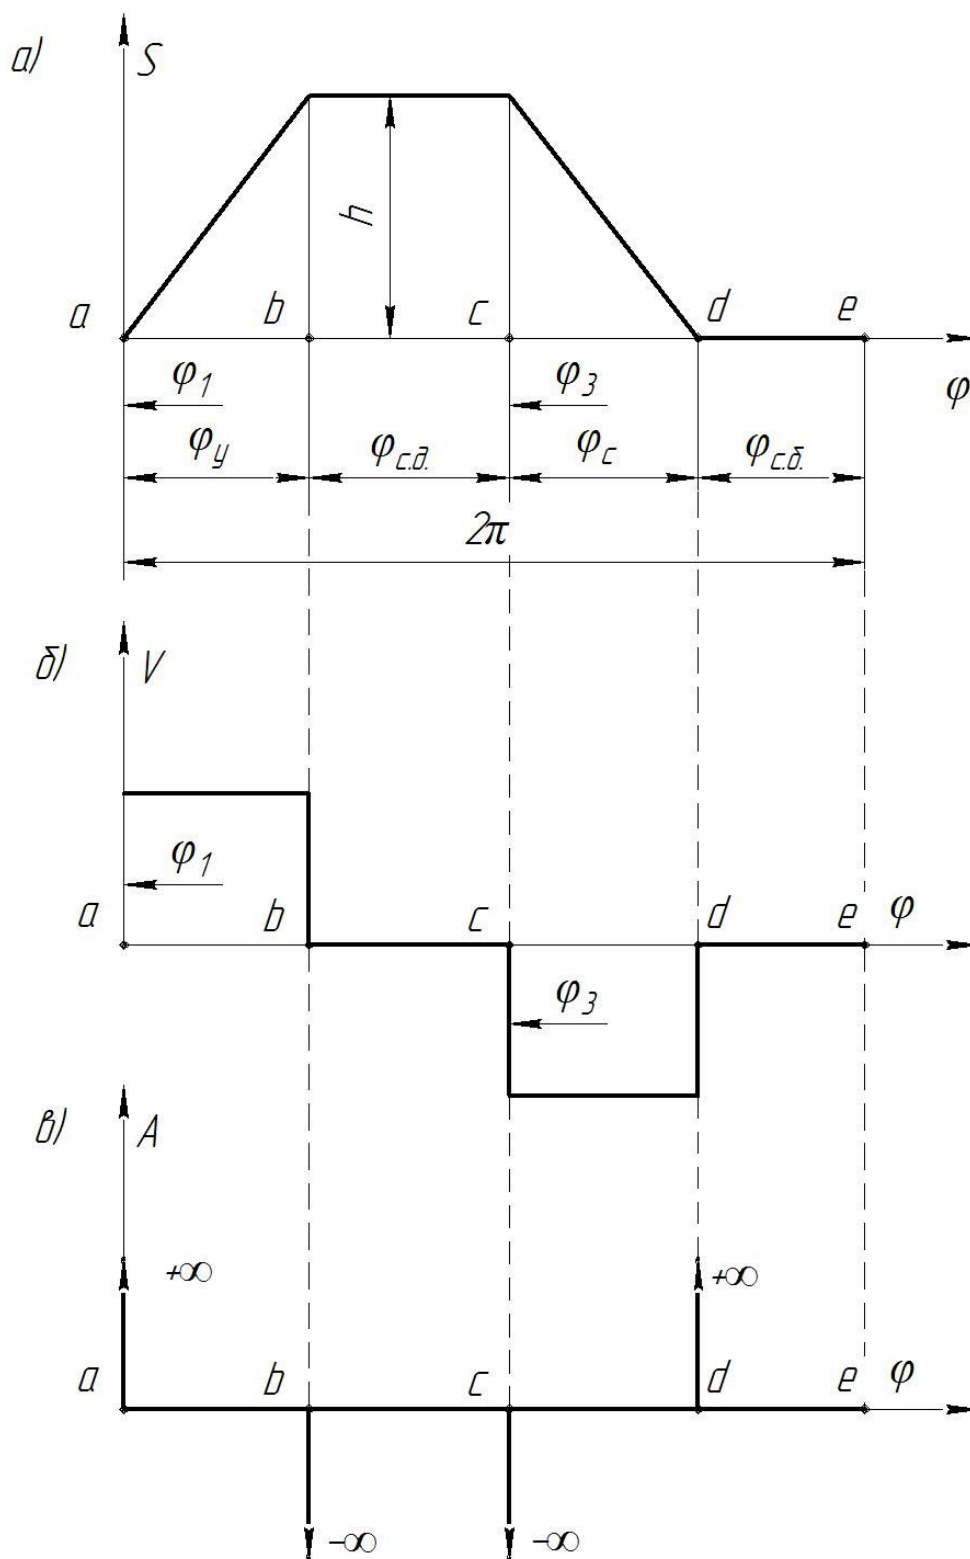 а) S
h
a b c d e
φ1 φ3 φ
φу φс.д. φс φс.б.
2π
б) V
φ1
a b c d e φ
φ3
в) A
+∞ +∞
a b c d e φ
-∞ -∞